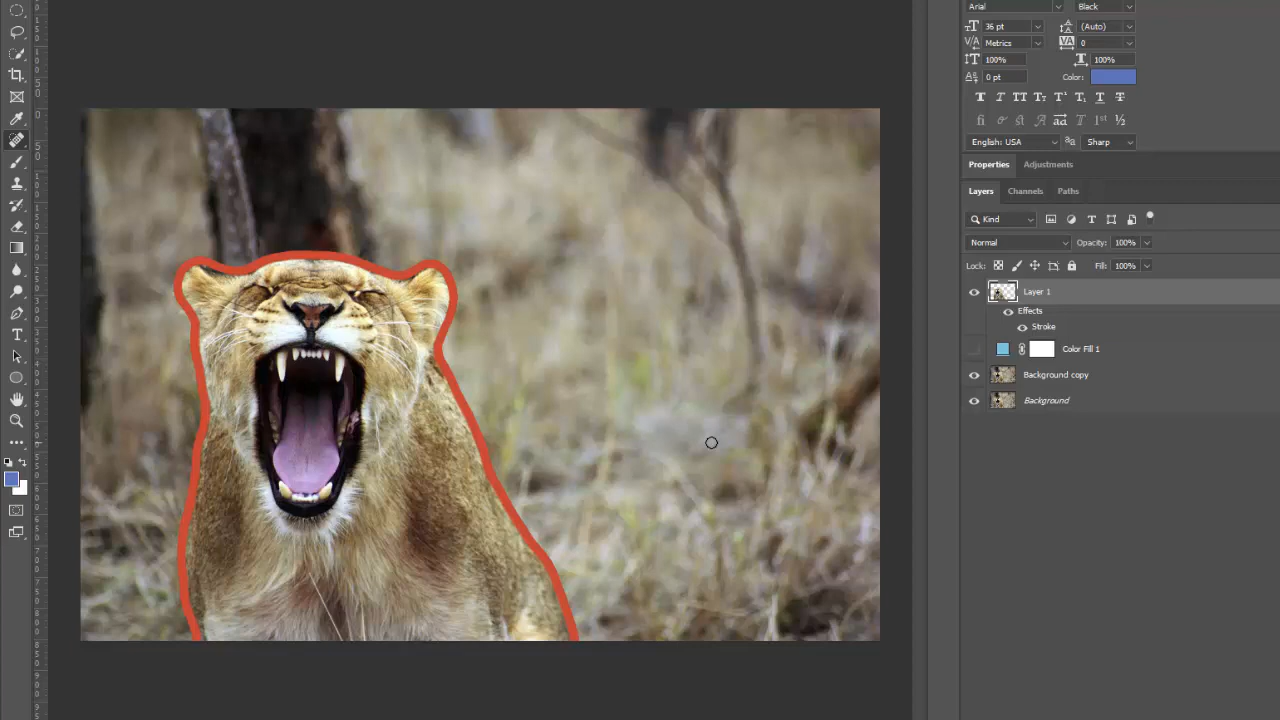 Arial Black
36 pt (Auto)
Metrics 0
100% 100%
0 pt Color:
English: USA Sharp
Properties Adjustments
Layers Channels Paths
Kind
Normal Opacity: 100%
Lock: Fill: 100%
Layer 1
Effects
Stroke
Color Fill 1
Background copy
Background